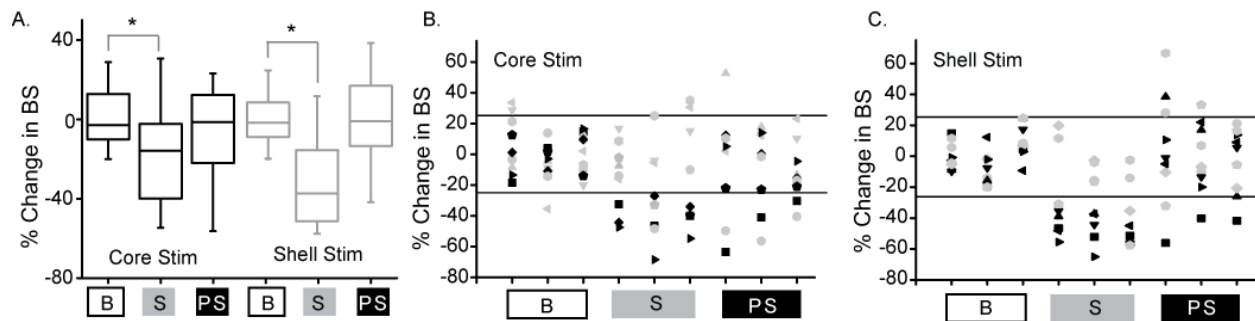 A.
% Change in BS
40
0
-40
-80
*
*
Core Stim
Shell Stim
B
S
PS
B
S
PS
B.
% Change in BS
Core Stim
60
40
20
0
-20
-40
-60
-80
B
S
PS
C.
% Change in BS
Shell Stim
60
40
20
0
-20
-40
-60
-80
B
S
PS